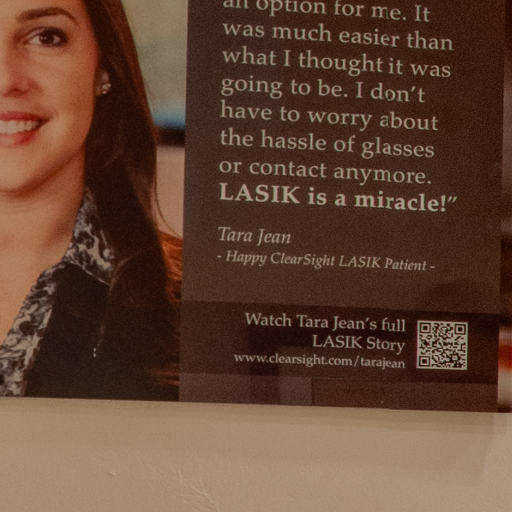 an option for me. It
was much easier than
what I thought it was
going to be. I don't
have to worry about
the hassle of glasses
or contact anymore.
LASIK is a miracle!"
Tara Jean
- Happy ClearSight LASIK Patient -
Watch Tara Jean's full
LASIK Story
www.clearsight.com/tarajean